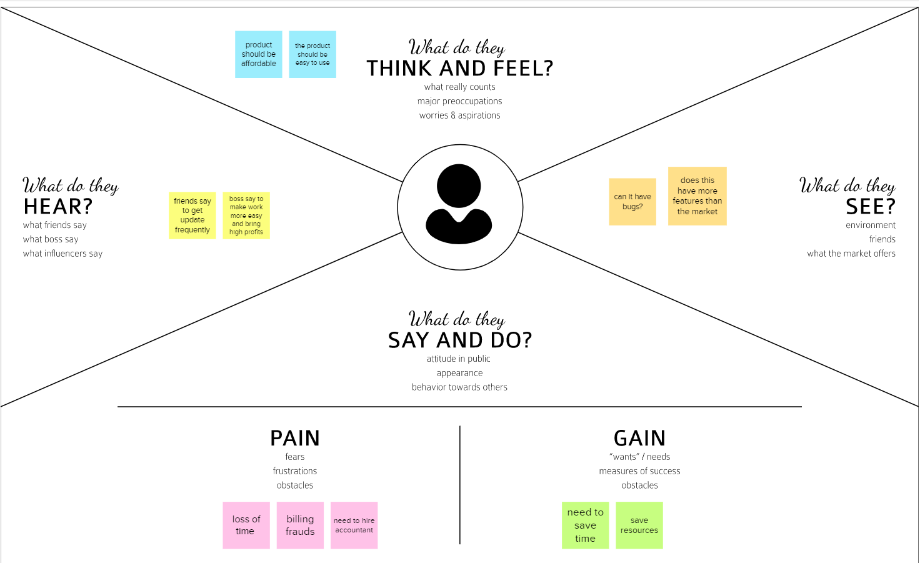 What do they
THINK AND FEEL?
what really counts
major preoccupations
worries & aspirations
product
should be
affordable
the product
should be
easy to use
What do they
HEAR?
what friends say
what boss say
what influencers say
friends say
to get
update
frequently
boss say to
make work
more easy
and bring
high profits
can it have
bugs?
does this
have more
features than
the market
What do they
SEE?
environment
friends
what the market offers
What do they
SAY AND DO?
attitude in public
appearance
behavior towards others
PAIN
fears
frustrations
obstacles
loss of
time
billing
frauds
need to hire
accountant
GAIN
"wants" / needs
measures of success
obstacles
need to
save
time
save
resources